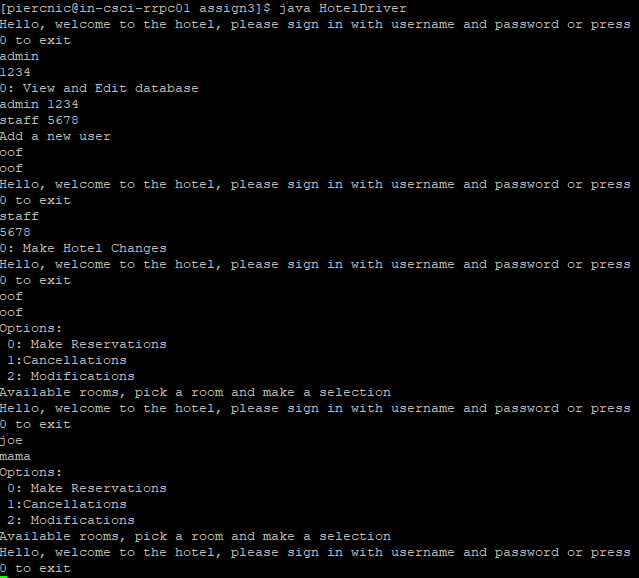 [piercnic@in-csci-rrpc01 assign3]$ java HotelDriver
Hello, welcome to the hotel, please sign in with username and password or press
0 to exit
admin
1234
0: View and Edit database
admin 1234
staff 5678
Add a new user
oof
oof
Hello, welcome to the hotel, please sign in with username and password or press
0 to exit
staff
5678
0: Make Hotel Changes
Hello, welcome to the hotel, please sign in with username and password or press
0 to exit
oof
oof
Options:
 0: Make Reservations
 1:Cancellations
 2: Modifications
Available rooms, pick a room and make a selection
Hello, welcome to the hotel, please sign in with username and password or press
0 to exit
joe
mama
Options:
 0: Make Reservations
 1:Cancellations
 2: Modifications
Available rooms, pick a room and make a selection
Hello, welcome to the hotel, please sign in with username and password or press
0 to exit